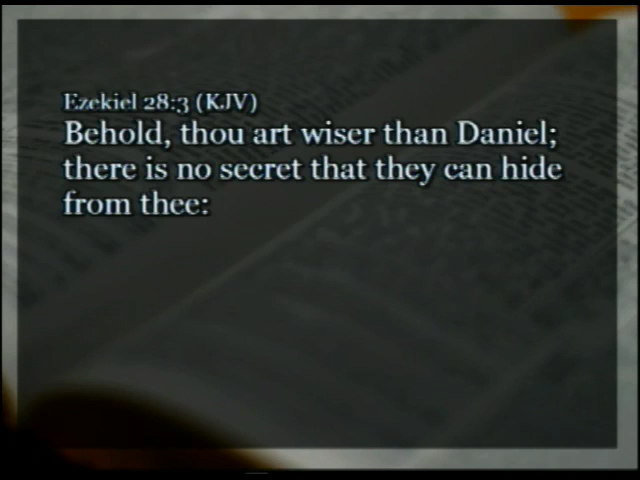 Ezekiel 28:3 (KJV)
Behold, thou art wiser than Daniel;
there is no secret that they can hide
from thee: